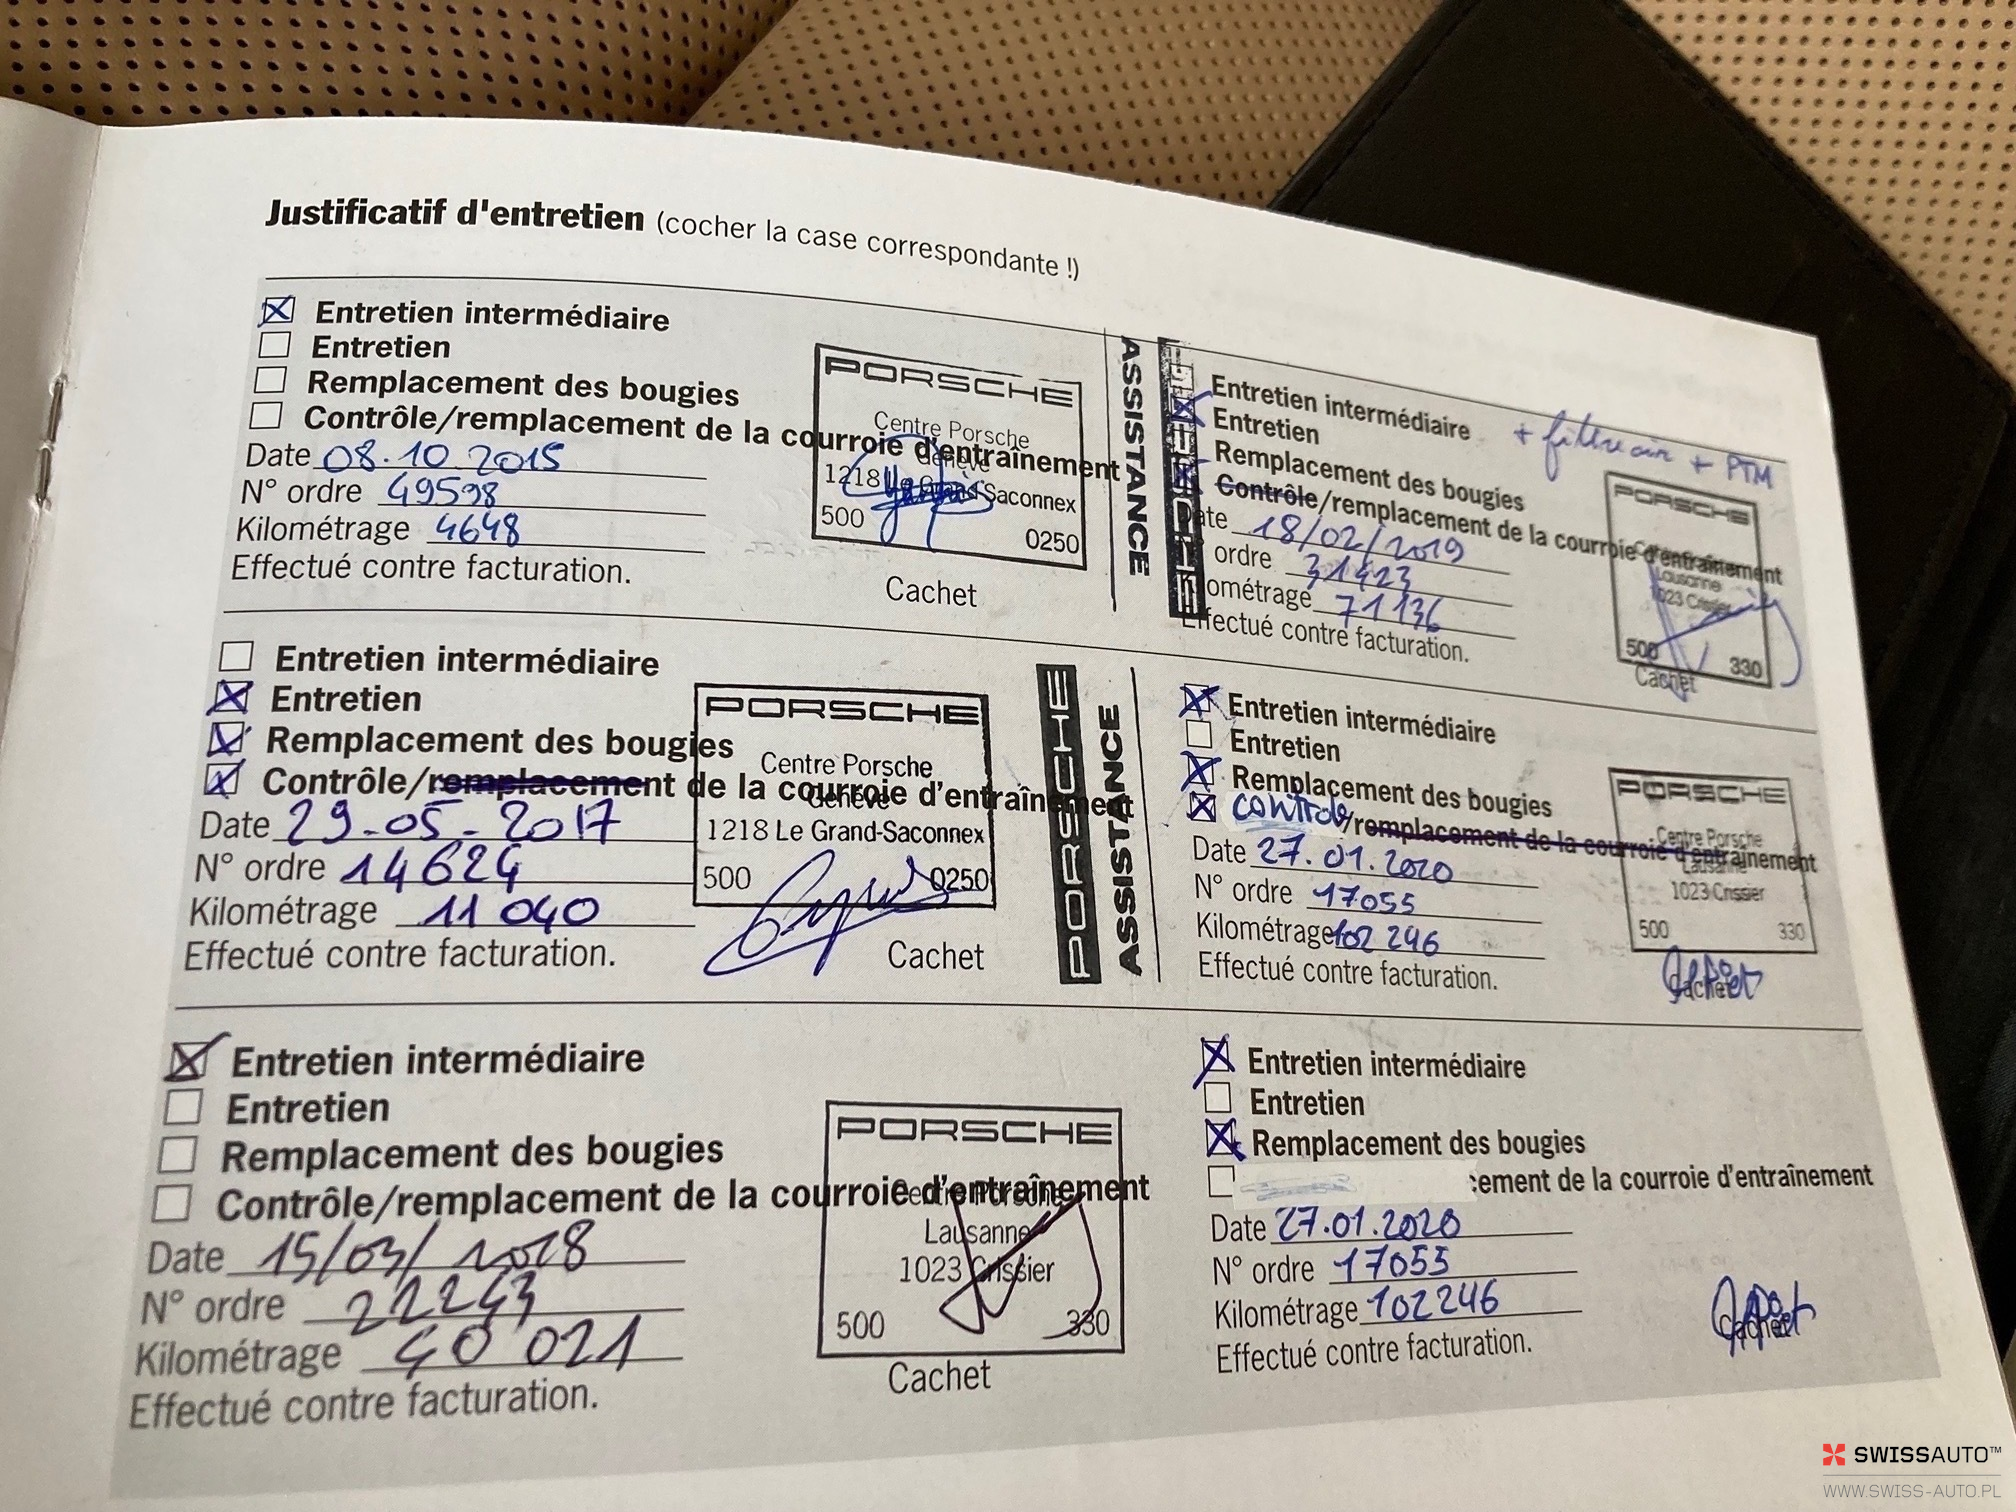 Justificatif d'entretien (cocher la case correspondante !)
Entretien intermédiaire
Entretien
Remplacement des bougies
Contrôle/remplacement de la courroie d'entraînement
Date 08.10.2015
N° ordre 49598
Kilométrage 4648
Effectué contre facturation.
PORSCHE
Centre Porsche
Genève
1218 Le Grand-Saconnex
500 0250
Cachet
PORSCHE
ASSISTANCE
Entretien intermédiaire
Entretien
Remplacement des bougies
Contrôle/remplacement de la courroie d'entraînement
Date 29-05-2017
N° ordre 14624
Kilométrage 11 040
Effectué contre facturation.
PORSCHE
Centre Porsche
Genève
1218 Le Grand-Saconnex
500 0250
Cachet
PORSCHE
ASSISTANCE
Entretien intermédiaire
Entretien
Remplacement des bougies
Contrôle/remplacement de la courroie d'entraînement
Date 15/03/2018
N° ordre 22243
Kilométrage 40 021
Effectué contre facturation.
PORSCHE
Centre Porsche
Lausanne
1023 Crissier
500 330
Cachet
Entretien intermédiaire
+ filtre air + PTM
Entretien
Remplacement des bougies
Contrôle/remplacement de la courroie d'entraînement
Date 18/02/2019
ordre 31423
ométrage 71136
Effectué contre facturation.
PORSCHE
Lausanne
1023 Crissier
500 330
Cachet
Entretien intermédiaire
Entretien
Remplacement des bougies
controle/remplacement de la courroie d'entraînement
Date 27.01.2020
N° ordre 17055
Kilométrage 102 246
Effectué contre facturation.
PORSCHE
Centre Porsche
Lausanne
1023 Crissier
500 330
Cachet
Entretien intermédiaire
Entretien
Remplacement des bougies
cement de la courroie d'entraînement
Date 27.01.2020
N° ordre 17055
Kilométrage 102246
Effectué contre facturation.
Cachet
SWISSAUTO™
WWW.SWISS-AUTO.PL